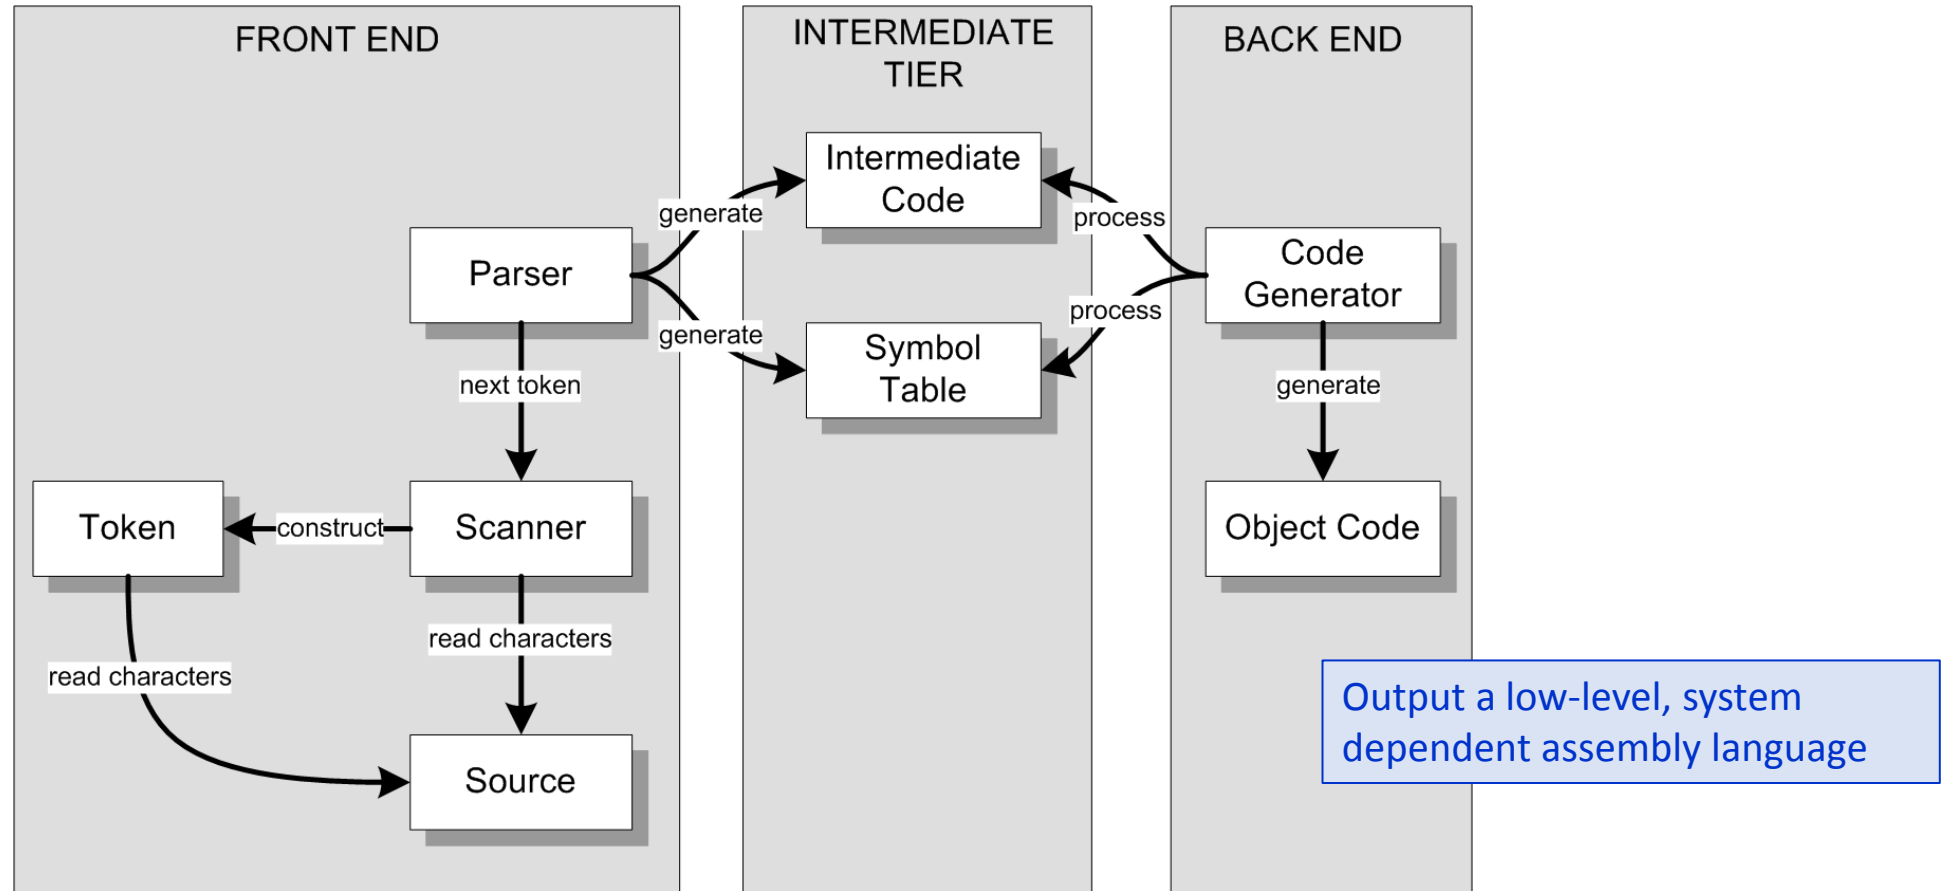 FRONT END
INTERMEDIATE
TIER
BACK END
Intermediate
Code
generate
process
Parser
Code
Generator
generate
process
Symbol
Table
next token
generate
Token
construct
Scanner
Object Code
read characters
read characters
Source
Output a low-level, system
dependent assembly language